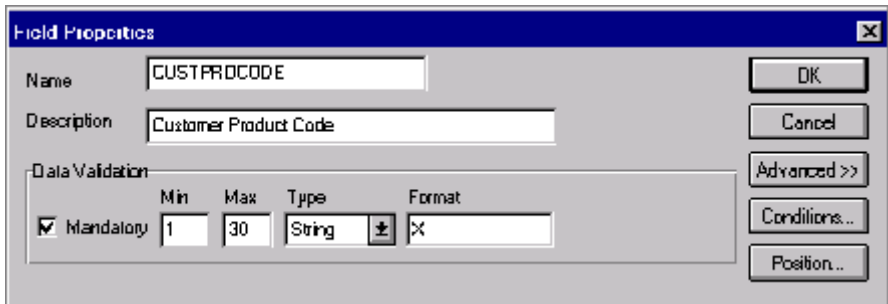 Field Properties
Name CUSTPRODCODE OK
Description Customer Product Code Cancel
Data Validation Advanced >>
Min Max Type Format
Mandatory 1 30 String X Conditions...
Position...